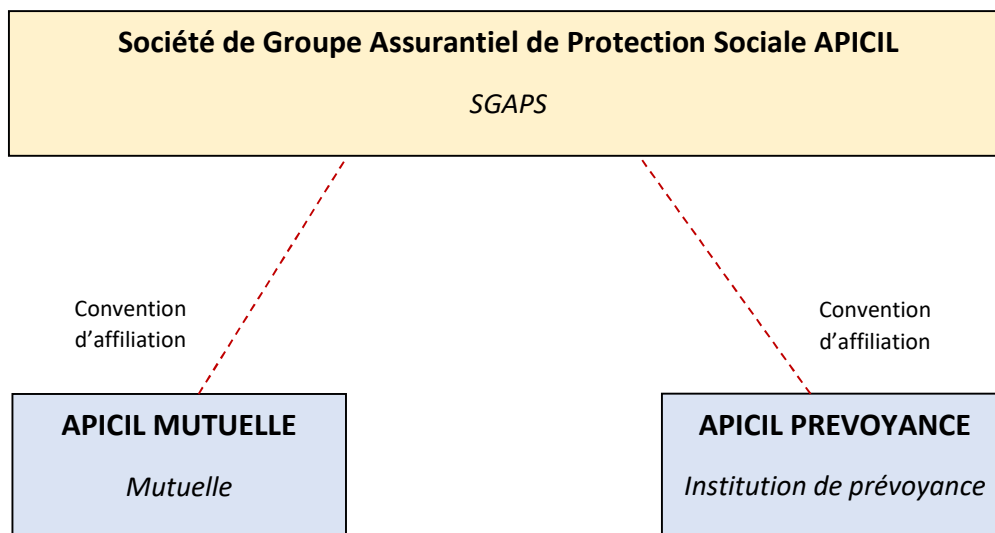 Société de Groupe Assurantiel de Protection Sociale APICIL
SGAPS
Convention
d’affiliation
Convention
d’affiliation
APICIL MUTUELLE
Mutuelle
APICIL PREVOYANCE
Institution de prévoyance